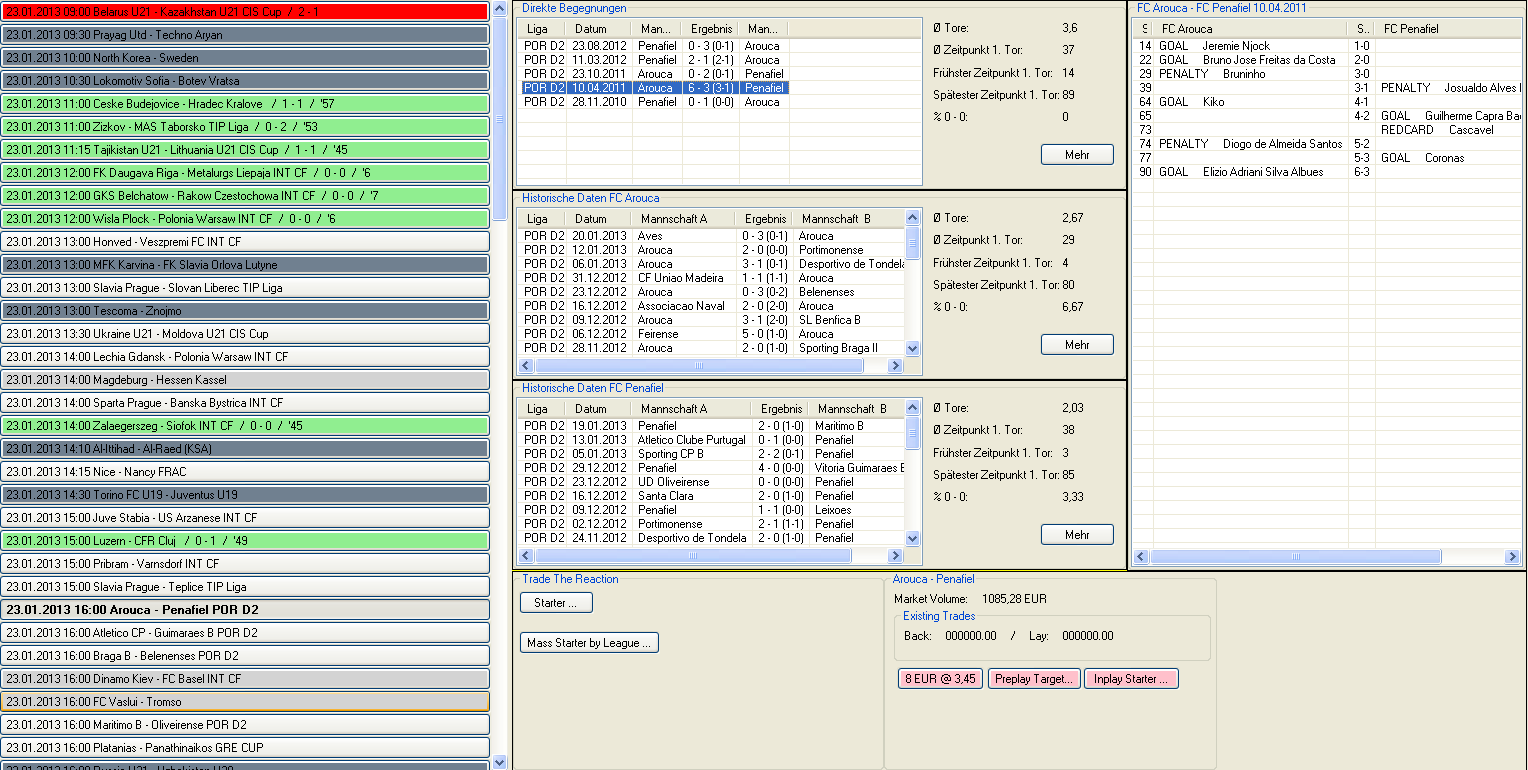 23.01.2013 09:00 Belarus U21 - Kazakhstan U21 CIS Cup / 2 - 1
23.01.2013 09:30 Prayag Utd - Techno Aryan
23.01.2013 10:00 North Korea - Sweden
23.01.2013 10:30 Lokomotiv Sofia - Botev Vratsa
23.01.2013 11:00 Ceske Budejovice - Hradec Kralove / 1 - 1 / '57
23.01.2013 11:00 Zizkov - MAS Taborsko TIP Liga / 0 - 2 / '53
23.01.2013 11:15 Tajikistan U21 - Lithuania U21 CIS Cup / 1 - 1 / '45
23.01.2013 12:00 FK Daugava Riga - Metalurgs Liepaja INT CF / 0 - 0 / '6
23.01.2013 12:00 GKS Belchatow - Rakow Czestochowa INT CF / 0 - 0 / '7
23.01.2013 12:00 Wisla Plock - Polonia Warsaw INT CF / 0 - 0 / '6
23.01.2013 13:00 Honved - Veszpremi FC INT CF
23.01.2013 13:00 MFK Karvina - FK Slavia Orlova Lutyne
23.01.2013 13:00 Slavia Prague - Slovan Liberec TIP Liga
23.01.2013 13:00 Tescoma - Znojmo
23.01.2013 13:30 Ukraine U21 - Moldova U21 CIS Cup
23.01.2013 14:00 Lechia Gdansk - Polonia Warsaw INT CF
23.01.2013 14:00 Magdeburg - Hessen Kassel
23.01.2013 14:00 Sparta Prague - Banska Bystrica INT CF
23.01.2013 14:00 Zalaegerszeg - Siofok INT CF / 0 - 0 / '45
23.01.2013 14:10 Al-Ittihad - Al-Raed (KSA)
23.01.2013 14:15 Nice - Nancy FRAC
23.01.2013 14:30 Torino FC U19 - Juventus U19
23.01.2013 15:00 Juve Stabia - US Arzanese INT CF
23.01.2013 15:00 Luzern - CFR Cluj / 0 - 1 / '49
23.01.2013 15:00 Pribram - Varnsdorf INT CF
23.01.2013 15:00 Slavia Prague - Teplice TIP Liga
23.01.2013 16:00 Arouca - Penafiel POR D2
23.01.2013 16:00 Atletico CP - Guimaraes B POR D2
23.01.2013 16:00 Braga B - Belenenses POR D2
23.01.2013 16:00 Dinamo Kiev - FC Basel INT CF
23.01.2013 16:00 FC Vaslui - Tromso
23.01.2013 16:00 Maritimo B - Oliveirense POR D2
23.01.2013 16:00 Platanias - Panathinaikos GRE CUP
Direkte Begegnungen
Liga Datum Man... Ergebnis Man...
POR D2 23.08.2012 Penafiel 0 - 3 (0-1) Arouca
POR D2 11.03.2012 Penafiel 2 - 1 (2-1) Arouca
POR D2 23.10.2011 Arouca 0 - 2 (0-1) Penafiel
POR D2 10.04.2011 Arouca 6 - 3 (3-1) Penafiel
POR D2 28.11.2010 Penafiel 0 - 1 (0-0) Arouca
Ø Tore: 3,6
Ø Zeitpunkt 1. Tor: 37
Frühster Zeitpunkt 1. Tor: 14
Spätester Zeitpunkt 1. Tor: 89
% 0 - 0: 0
Mehr
Historische Daten FC Arouca
Liga Datum Mannschaft A Ergebnis Mannschaft B
POR D2 20.01.2013 Aves 0 - 3 (0-1) Arouca
POR D2 12.01.2013 Arouca 2 - 0 (0-0) Portimonense
POR D2 06.01.2013 Arouca 3 - 1 (0-1) Desportivo de Tondela
POR D2 31.12.2012 CF Uniao Madeira 1 - 1 (1-1) Arouca
POR D2 23.12.2012 Arouca 0 - 3 (0-2) Belenenses
POR D2 16.12.2012 Associacao Naval 2 - 0 (2-0) Arouca
POR D2 09.12.2012 Arouca 3 - 1 (2-0) SL Benfica B
POR D2 06.12.2012 Feirense 5 - 0 (1-0) Arouca
POR D2 28.11.2012 Arouca 2 - 0 (1-0) Sporting Braga II
Ø Tore: 2,67
Ø Zeitpunkt 1. Tor: 29
Frühster Zeitpunkt 1. Tor: 4
Spätester Zeitpunkt 1. Tor: 80
% 0 - 0: 6,67
Mehr
Historische Daten FC Penafiel
Liga Datum Mannschaft A Ergebnis Mannschaft B
POR D2 19.01.2013 Penafiel 2 - 0 (1-0) Maritimo B
POR D2 13.01.2013 Atletico Clube Purtugal 0 - 1 (0-0) Penafiel
POR D2 05.01.2013 Sporting CP B 2 - 2 (0-1) Penafiel
POR D2 29.12.2012 Penafiel 4 - 0 (0-0) Vitoria Guimaraes B
POR D2 23.12.2012 UD Oliveirense 0 - 0 (0-0) Penafiel
POR D2 16.12.2012 Santa Clara 2 - 0 (1-0) Penafiel
POR D2 09.12.2012 Penafiel 1 - 1 (0-0) Leixoes
POR D2 02.12.2012 Portimonense 2 - 1 (1-1) Penafiel
POR D2 24.11.2012 Desportivo de Tondela 2 - 0 (1-0) Penafiel
Ø Tore: 2,03
Ø Zeitpunkt 1. Tor: 38
Frühster Zeitpunkt 1. Tor: 3
Spätester Zeitpunkt 1. Tor: 85
% 0 - 0: 3,33
Mehr
FC Arouca - FC Penafiel 10.04.2011
S FC Arouca S.. FC Penafiel
14 GOAL Jeremie Njock 1-0
22 GOAL Bruno Jose Freitas da Costa 2-0
29 PENALTY Bruninho 3-0
39 3-1 PENALTY Josualdo Alves
64 GOAL Kiko 4-1
65 4-2 GOAL Guilherme Capra
73 REDCARD Cascavel
74 PENALTY Diogo de Almeida Santos 5-2
77 5-3 GOAL Coronas
90 GOAL Elizio Adriani Silva Albues 6-3
Trade The Reaction
Starter ...
Mass Starter by League ...
Arouca - Penafiel
Market Volume: 1085,28 EUR
Existing Trades
Back: 000000.00 / Lay: 000000.00
8 EUR @ 3,45 Preplay Target... Inplay Starter ...